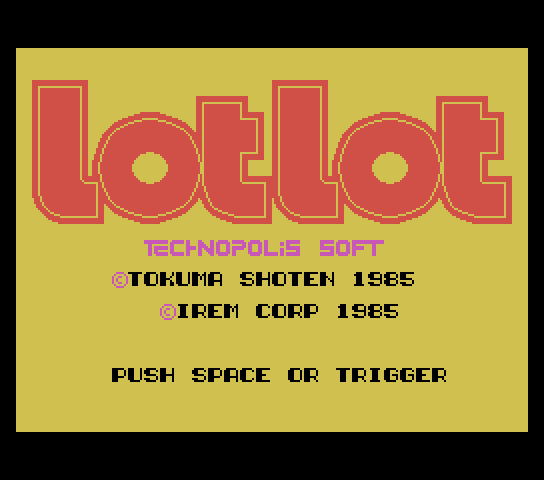 lotlot
TECHNOPOLiS SOFT
©TOKUMA SHOTEN 1985
©IREM CORP 1985
PUSH SPACE OR TRIGGER